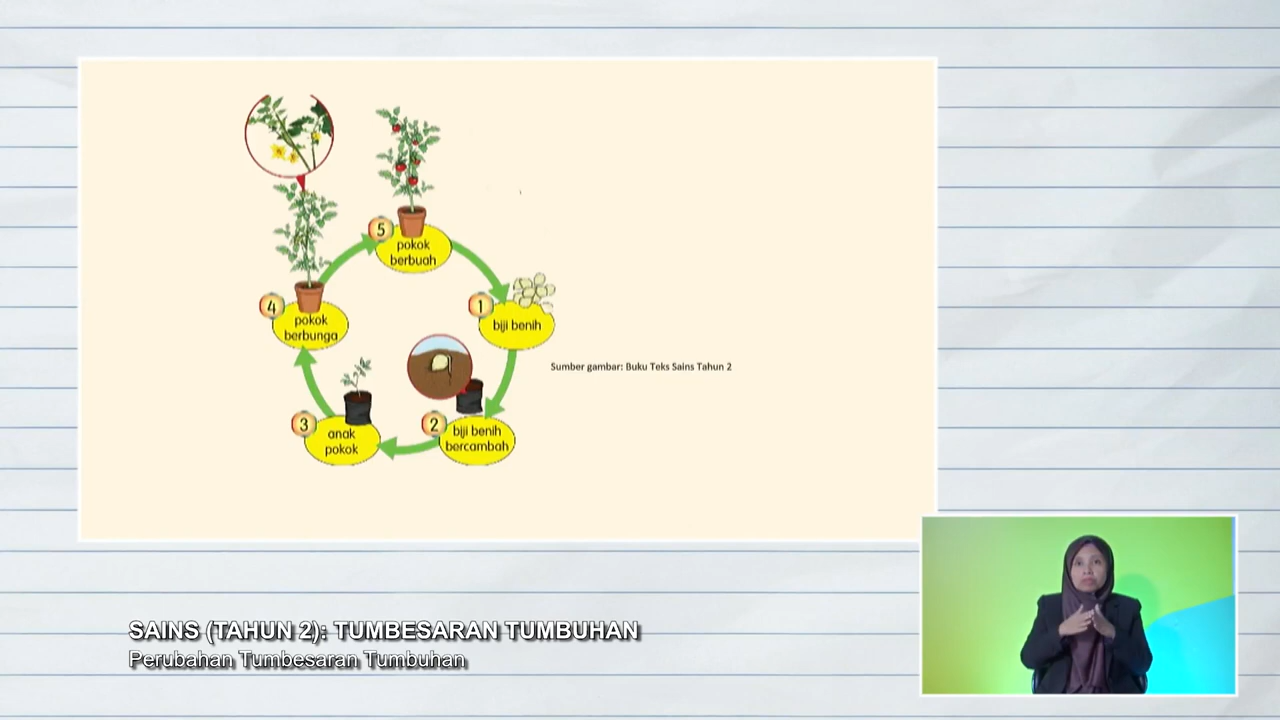 5
pokok
berbuah
1
biji benih
2
biji benih
bercambah
3
anak
pokok
4
pokok
berbunga
Sumber gambar: Buku Teks Sains Tahun 2
SAINS (TAHUN 2): TUMBESARAN TUMBUHAN
Perubahan Tumbesaran Tumbuhan